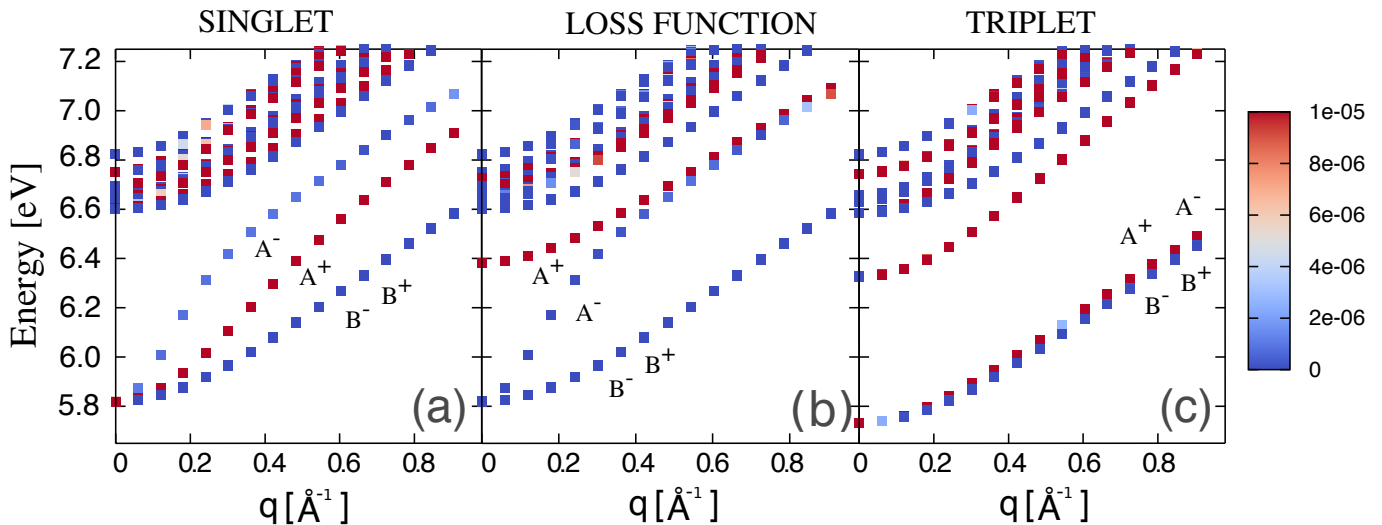 SINGLET LOSS FUNCTION TRIPLET
7.2
7.0
6.8
6.6
6.4
6.2
6.0
5.8
Energy [eV]
A⁻
A⁺
B⁻
B⁺
(a)
A⁺
A⁻
B⁻
B⁺
(b)
A⁻
A⁺
B⁻
B⁺
(c)
1e-05
8e-06
6e-06
4e-06
2e-06
0
0 0.2 0.4 0.6 0.8 0 0.2 0.4 0.6 0.8 0 0.2 0.4 0.6 0.8
q [Å⁻¹] q [Å⁻¹] q [Å⁻¹]